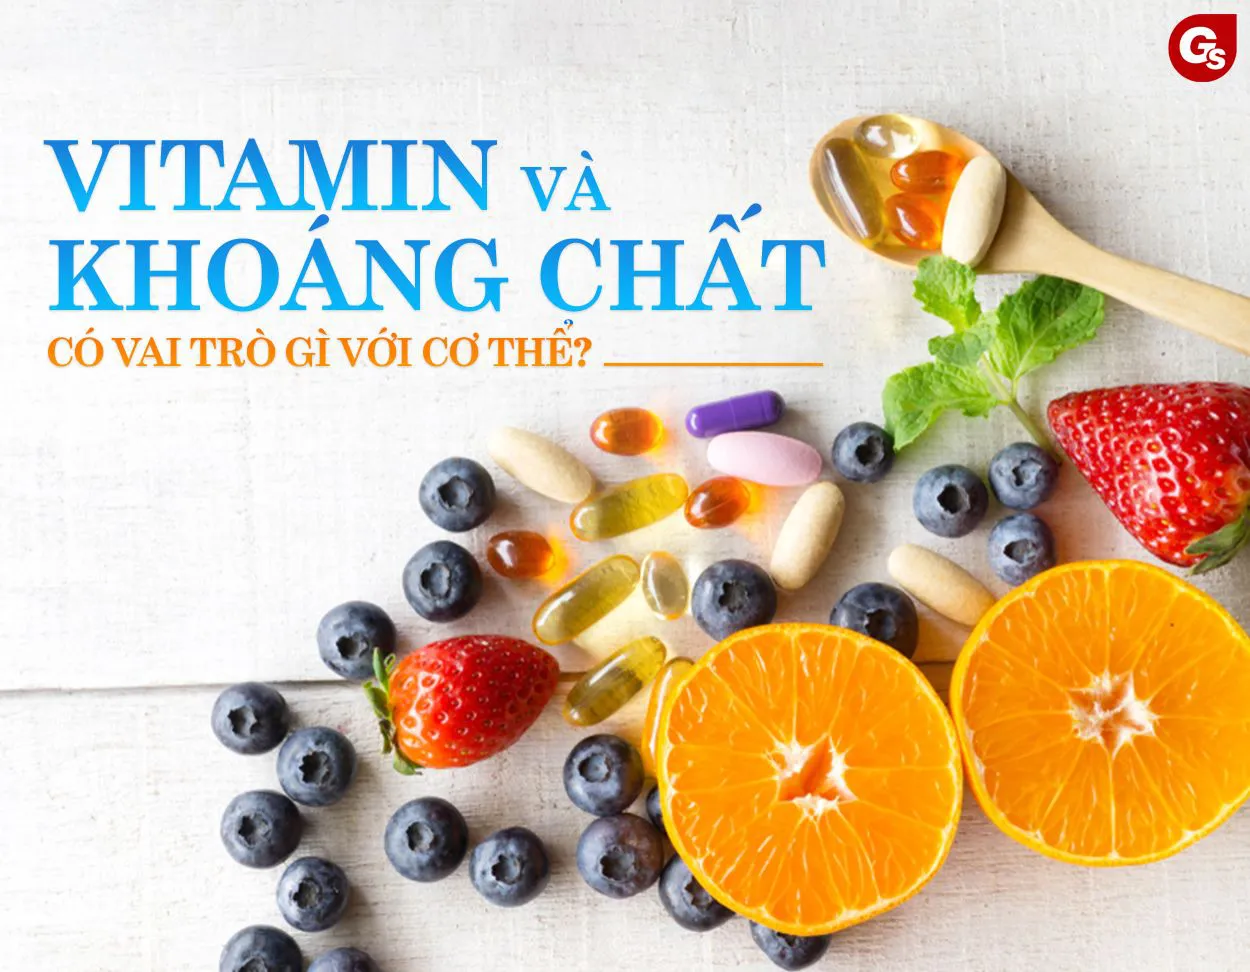 Gs
VITAMIN VÀ
KHOÁNG CHẤT
CÓ VAI TRÒ GÌ VỚI CƠ THỂ?